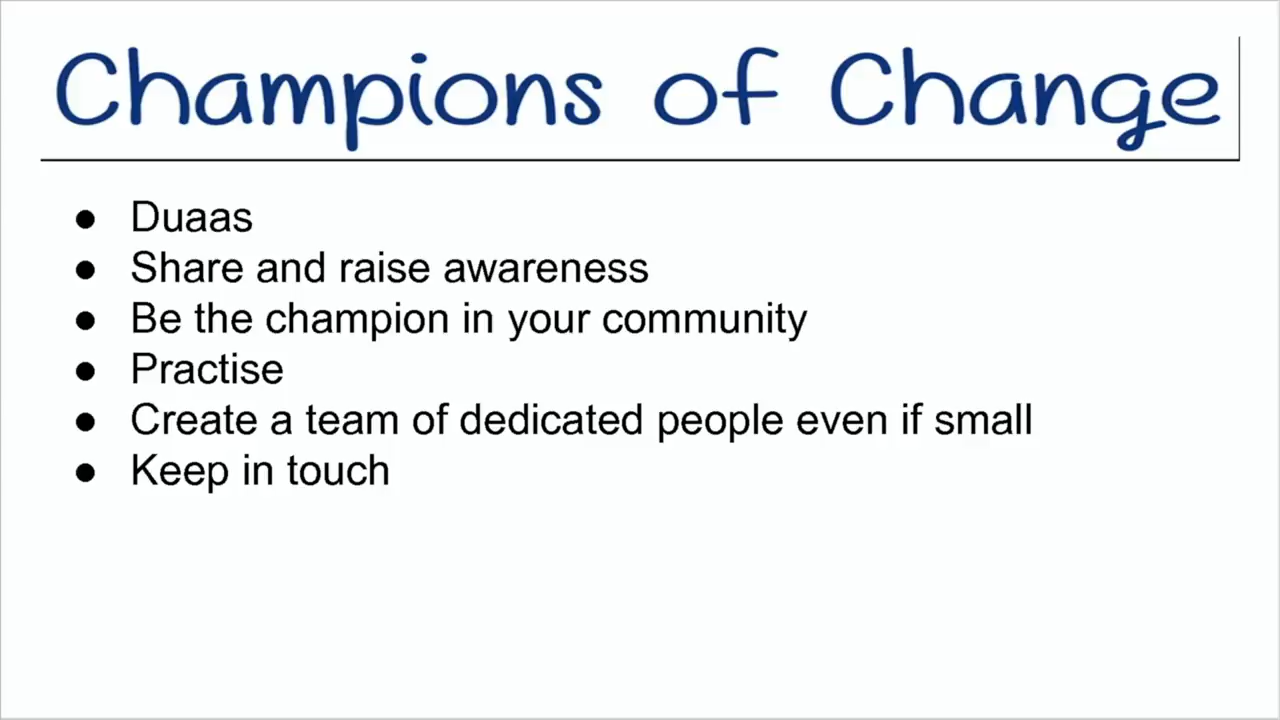 Champions of Change
● Duaas
● Share and raise awareness
● Be the champion in your community
● Practise
● Create a team of dedicated people even if small
● Keep in touch